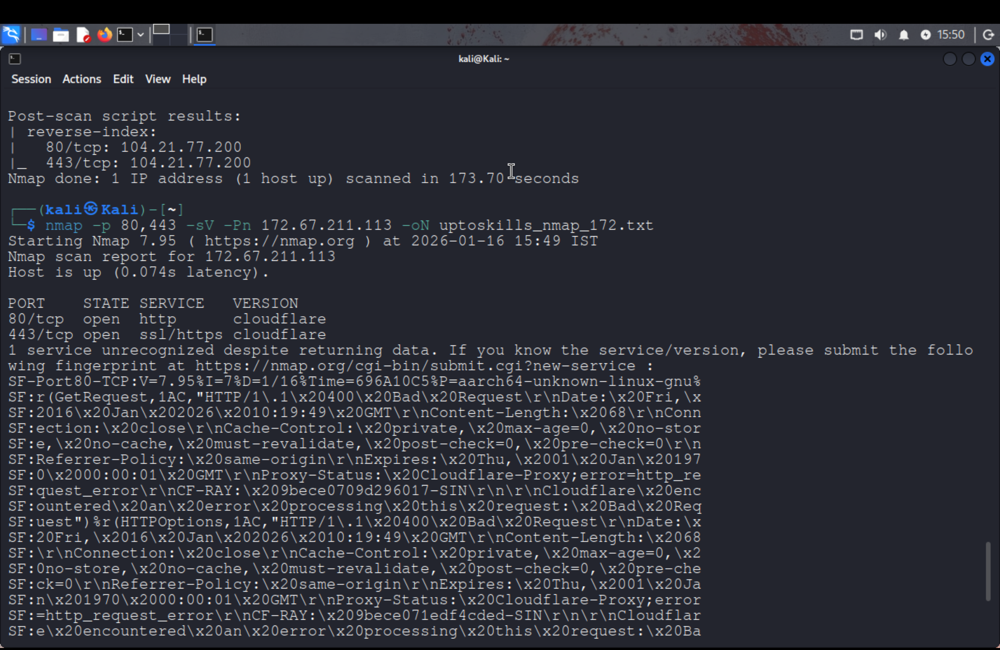 15:50
kali@Kali: ~
Session Actions Edit View Help
Post-scan script results:
| reverse-index:
|   80/tcp: 104.21.77.200
|_  443/tcp: 104.21.77.200
Nmap done: 1 IP address (1 host up) scanned in 173.70 seconds
┌──(kali㉿Kali)-[~]
└─$ nmap -p 80,443 -sV -Pn 172.67.211.113 -oN uptoskills_nmap_172.txt
Starting Nmap 7.95 ( https://nmap.org ) at 2026-01-16 15:49 IST
Nmap scan report for 172.67.211.113
Host is up (0.074s latency).
PORT    STATE SERVICE   VERSION
80/tcp  open  http      cloudflare
443/tcp open  ssl/https cloudflare
1 service unrecognized despite returning data. If you know the service/version, please submit the follo
wing fingerprint at https://nmap.org/cgi-bin/submit.cgi?new-service :
SF-Port80-TCP:V=7.95%I=7%D=1/16%Time=696A10C5%P=aarch64-unknown-linux-gnu%
SF:r(GetRequest,1AC,"HTTP/1\.1\x20400\x20Bad\x20Request\r\nDate:\x20Fri,\x
SF:2016\x20Jan\x202026\x2010:19:49\x20GMT\r\nContent-Length:\x2068\r\nConn
SF:ection:\x20close\r\nCache-Control:\x20private,\x20max-age=0,\x20no-stor
SF:e,\x20no-cache,\x20must-revalidate,\x20post-check=0,\x20pre-check=0\r\n
SF:Referrer-Policy:\x20same-origin\r\nExpires:\x20Thu,\x2001\x20Jan\x20197
SF:0\x2000:00:01\x20GMT\r\nProxy-Status:\x20Cloudflare-Proxy;error=http_re
SF:quest_error\r\nCF-RAY:\x209bece0709d296017-SIN\r\n\r\nCloudflare\x20enc
SF:ountered\x20an\x20error\x20processing\x20this\x20request:\x20Bad\x20Req
SF:uest")%r(HTTPOptions,1AC,"HTTP/1\.1\x20400\x20Bad\x20Request\r\nDate:\x
SF:20Fri,\x2016\x20Jan\x202026\x2010:19:49\x20GMT\r\nContent-Length:\x2068
SF:\r\nConnection:\x20close\r\nCache-Control:\x20private,\x20max-age=0,\x2
SF:0no-store,\x20no-cache,\x20must-revalidate,\x20post-check=0,\x20pre-che
SF:ck=0\r\nReferrer-Policy:\x20same-origin\r\nExpires:\x20Thu,\x2001\x20Ja
SF:n\x201970\x2000:00:01\x20GMT\r\nProxy-Status:\x20Cloudflare-Proxy;error
SF:=http_request_error\r\nCF-RAY:\x209bece071edf4cded-SIN\r\n\r\nCloudflar
SF:e\x20encountered\x20an\x20error\x20processing\x20this\x20request:\x20Ba